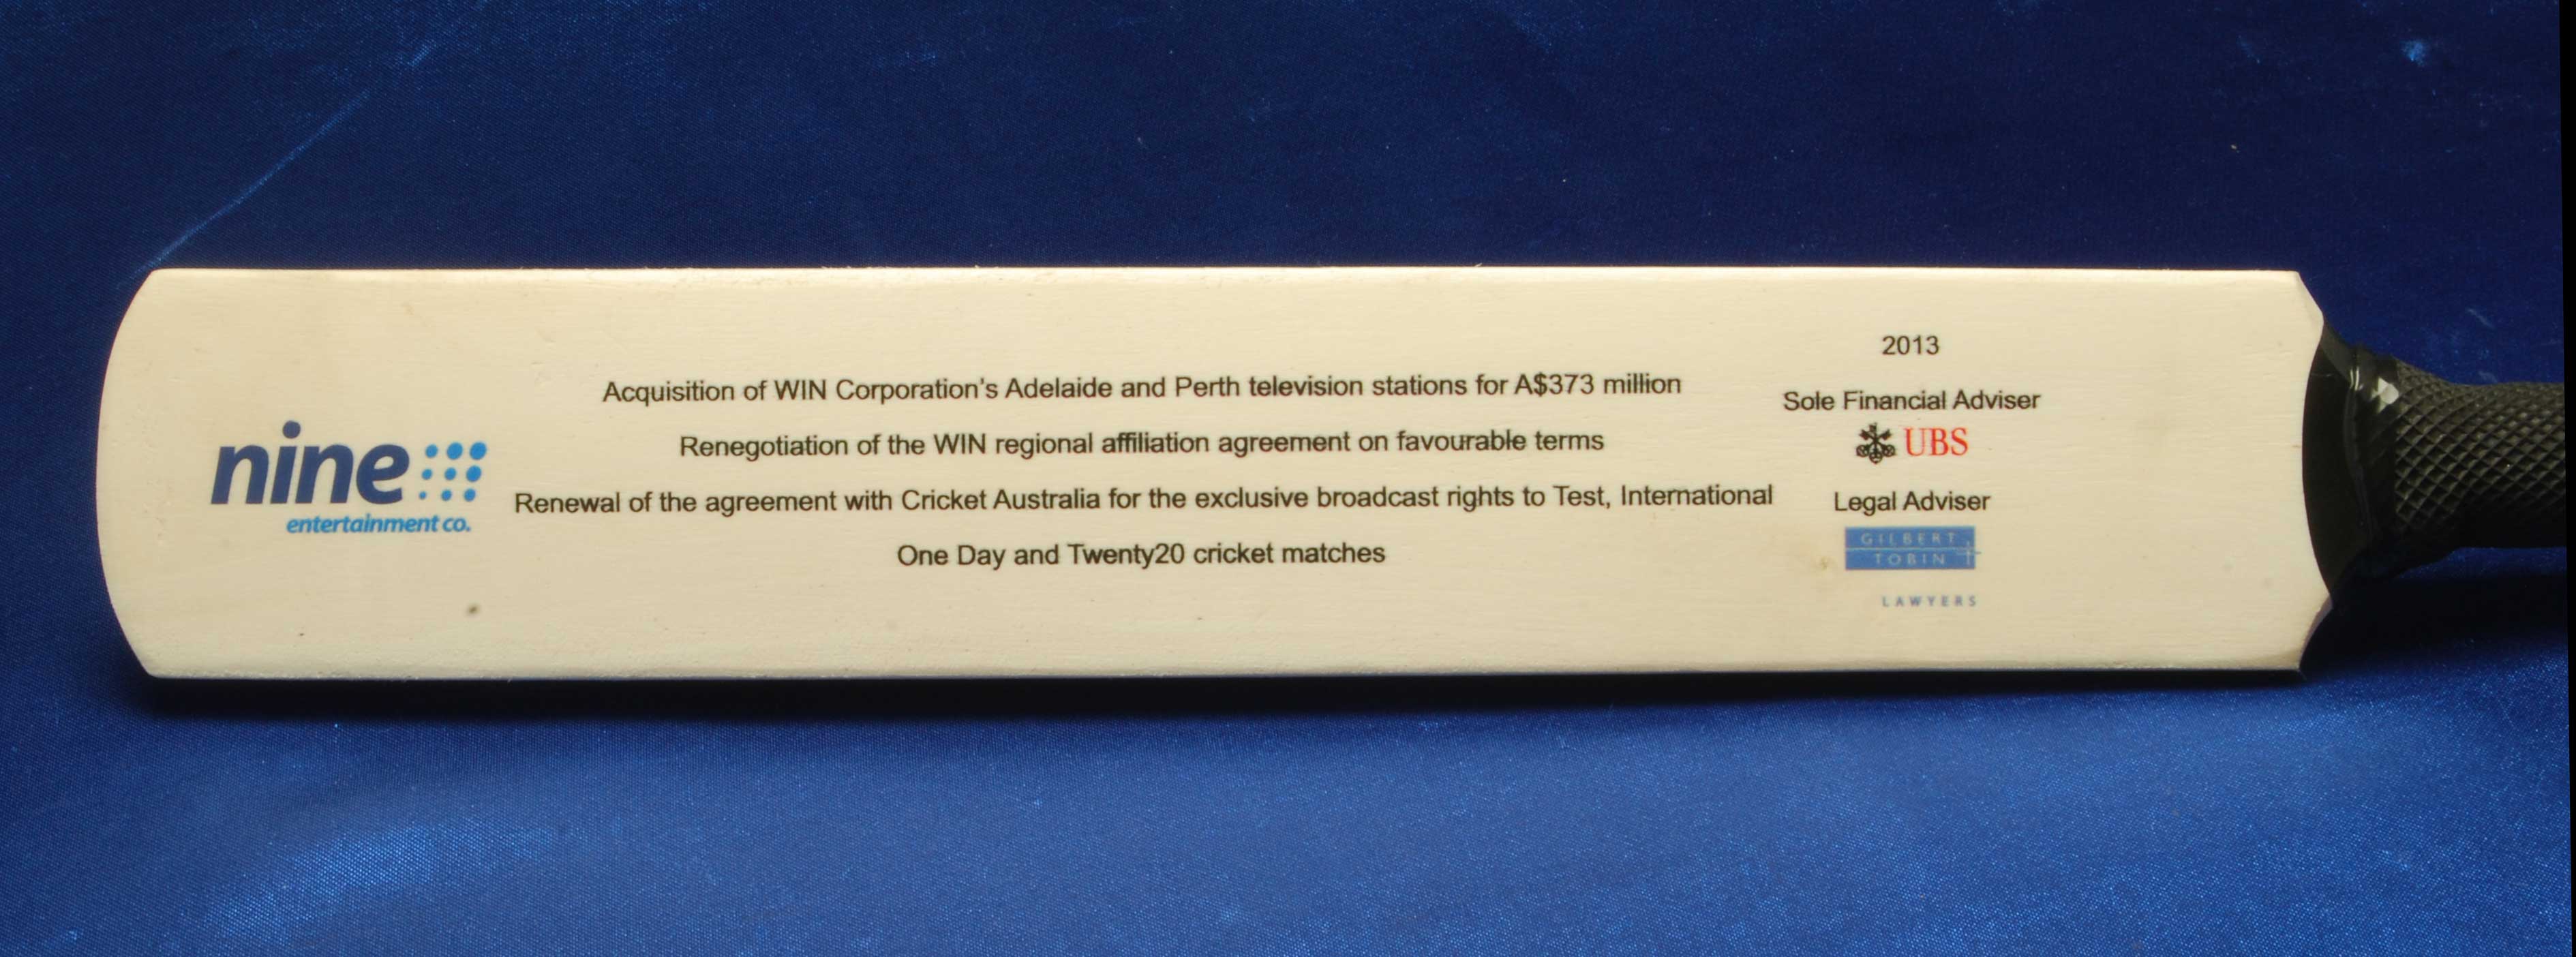 nine
entertainment co.
Acquisition of WIN Corporation's Adelaide and Perth television stations for A$373 million
Renegotiation of the WIN regional affiliation agreement on favourable terms
Renewal of the agreement with Cricket Australia for the exclusive broadcast rights to Test, International
One Day and Twenty20 cricket matches
2013
Sole Financial Adviser
UBS
Legal Adviser
GILBERT
TOBIN
LAWYERS